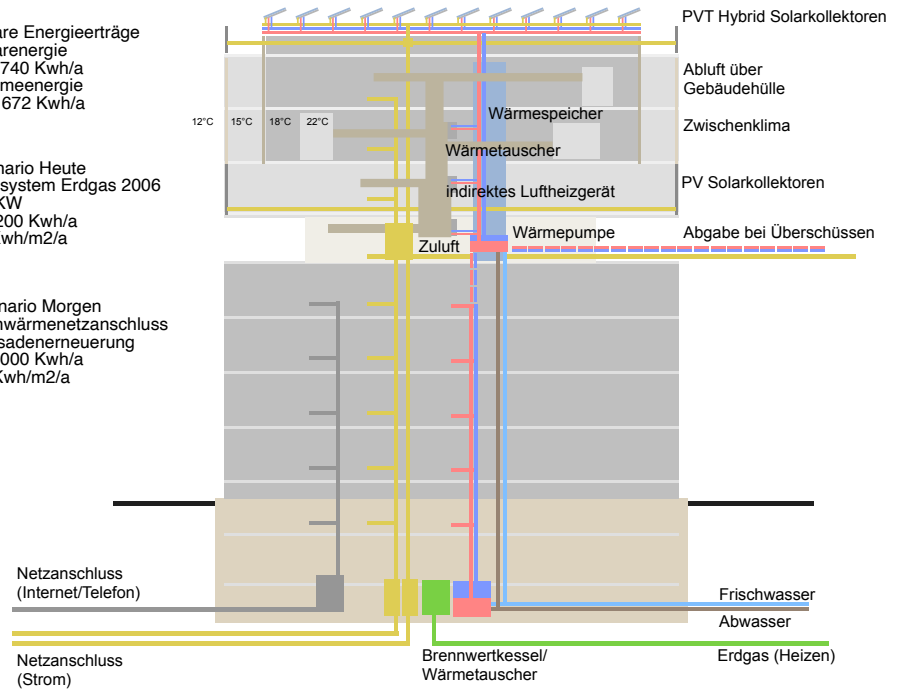 are Energieerträge
arenergie
740 Kwh/a
meenergie
672 Kwh/a
nario Heute
system Erdgas 2006
KW
200 Kwh/a
wh/m2/a
nario Morgen
nwärmenetzanschluss
sadenerneuerung
000 Kwh/a
Kwh/m2/a
12°C 15°C 18°C 22°C
Wärmespeicher
Wärmetauscher
indirektes Luftheizgerät
Zuluft
Wärmepumpe
PVT Hybrid Solarkollektoren
Abluft über
Gebäudehülle
Zwischenklima
PV Solarkollektoren
Abgabe bei Überschüssen
Netzanschluss
(Internet/Telefon)
Netzanschluss
(Strom)
Brennwertkessel/
Wärmetauscher
Frischwasser
Abwasser
Erdgas (Heizen)